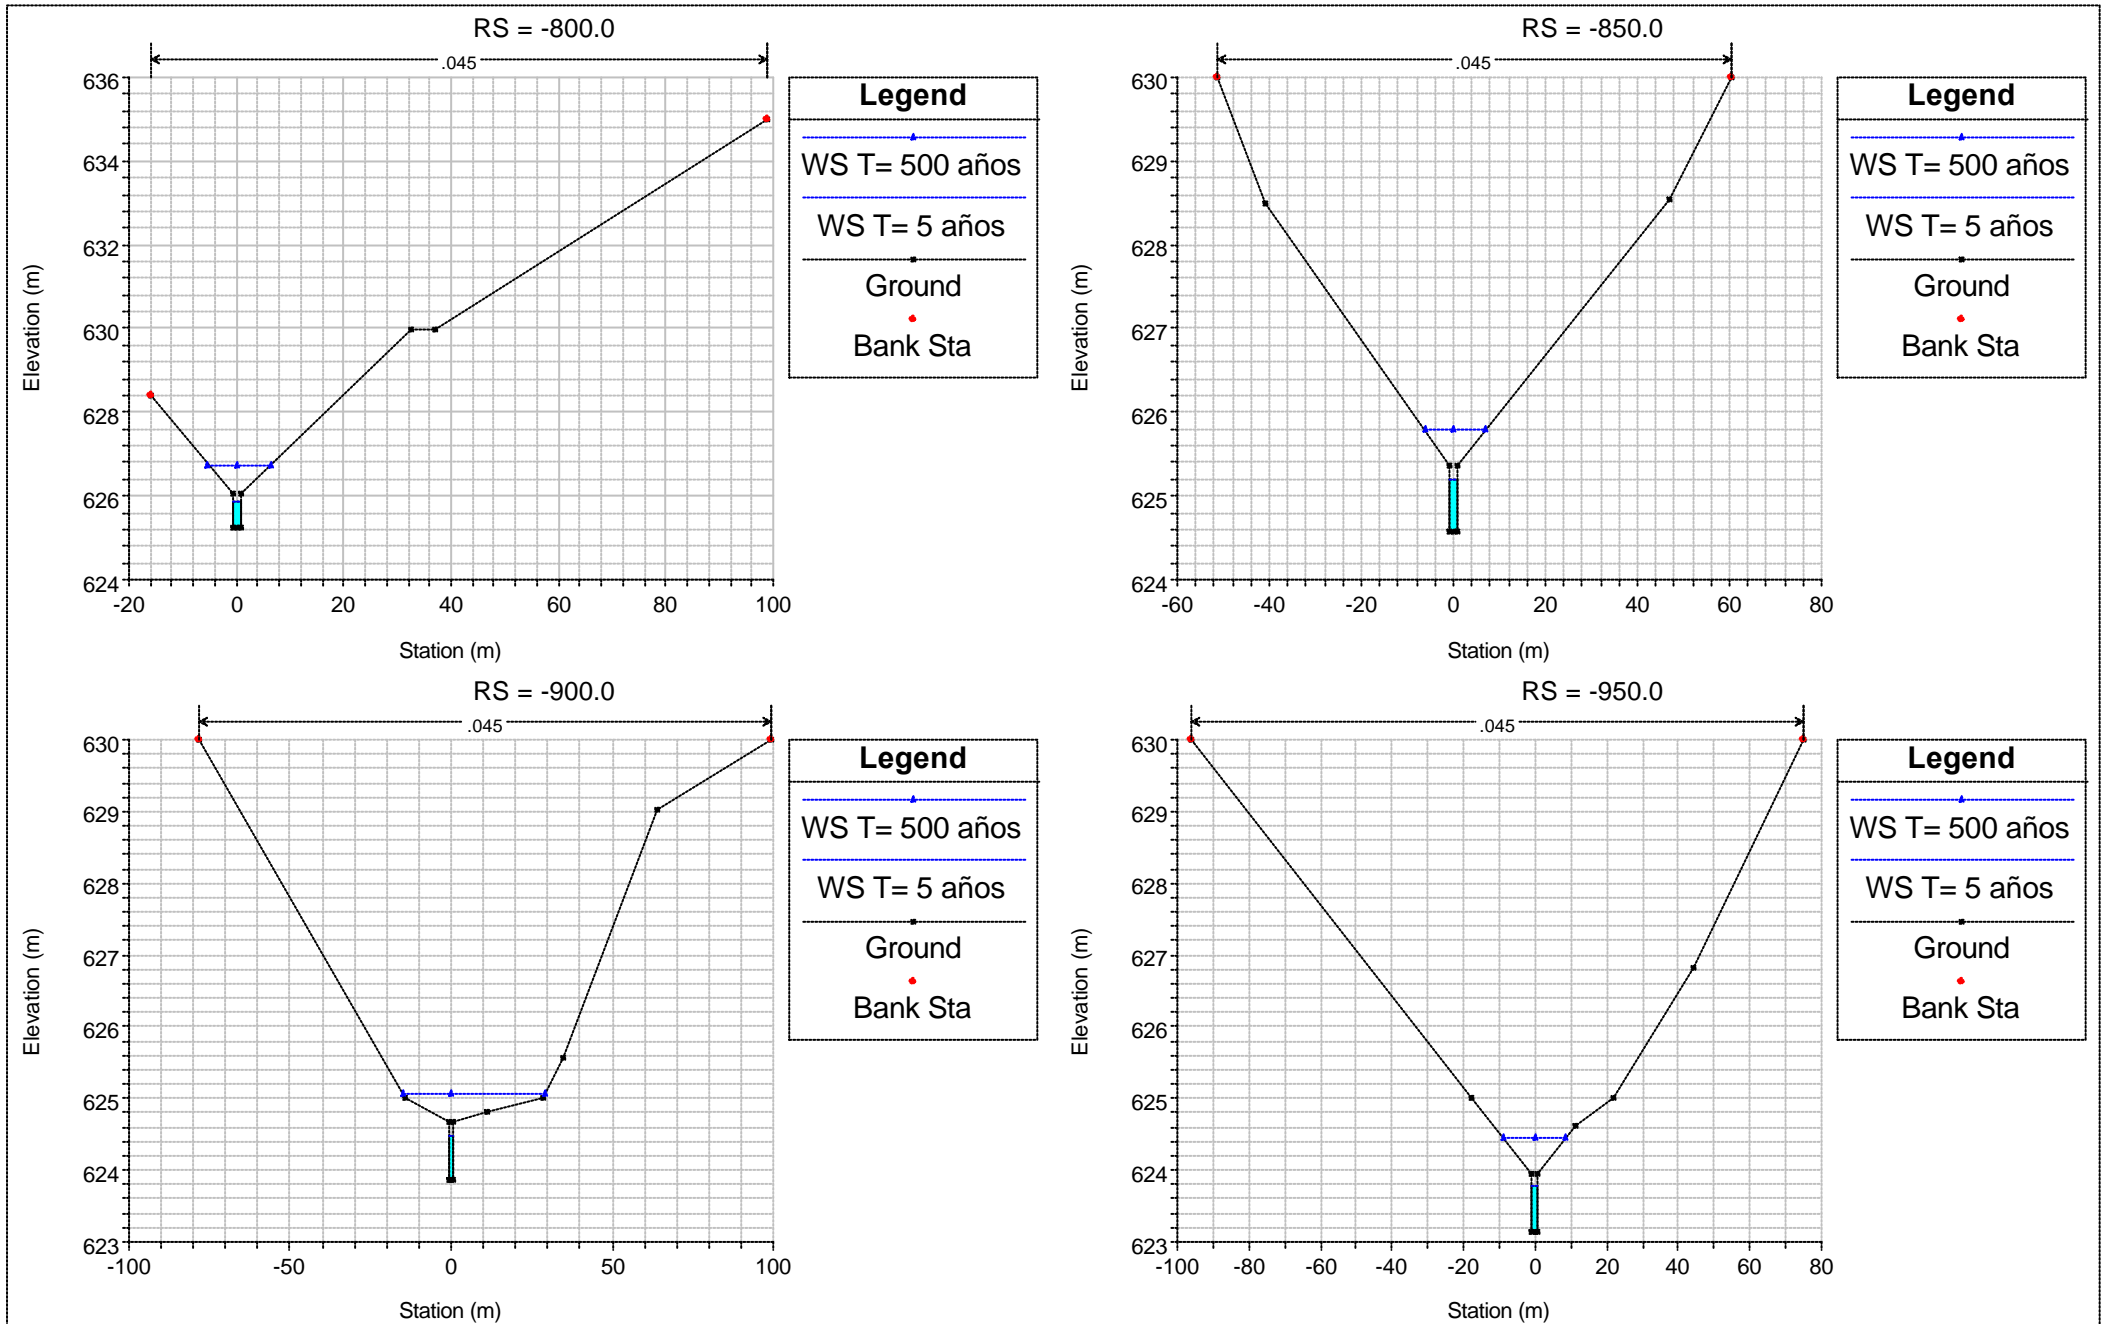 RS = -800.0
.045
636
634
632
630
628
626
624
-20
0
20
40
60
80
100
Elevation (m)
Station (m)
Legend
WS T= 500 años
WS T= 5 años
Ground
Bank Sta
RS = -850.0
.045
630
629
628
627
626
625
624
-60
-40
-20
0
20
40
60
80
Elevation (m)
Station (m)
Legend
WS T= 500 años
WS T= 5 años
Ground
Bank Sta
RS = -900.0
.045
630
629
628
627
626
625
624
623
-100
-50
0
50
100
Elevation (m)
Station (m)
Legend
WS T= 500 años
WS T= 5 años
Ground
Bank Sta
RS = -950.0
.045
630
629
628
627
626
625
624
623
-100
-80
-60
-40
-20
0
20
40
60
80
Elevation (m)
Station (m)
Legend
WS T= 500 años
WS T= 5 años
Ground
Bank Sta